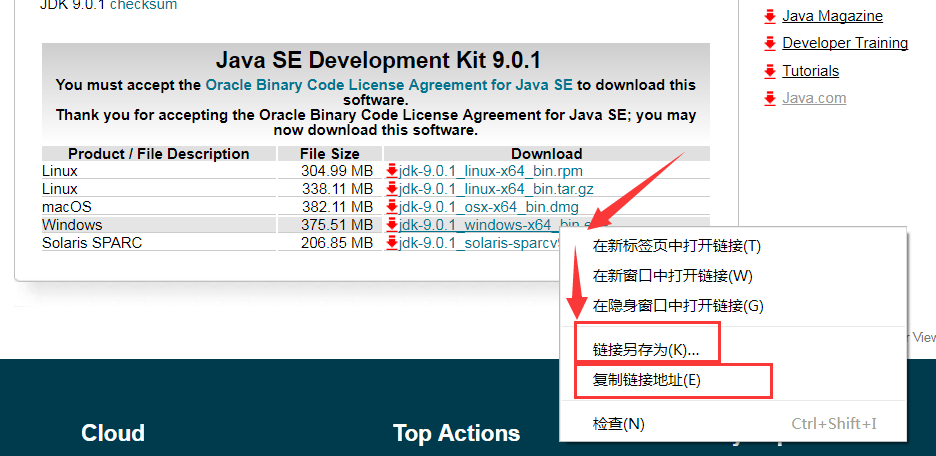 JDK 9.0.1 checksum
Java Magazine
Developer Training
Tutorials
Java.com
Java SE Development Kit 9.0.1
You must accept the Oracle Binary Code License Agreement for Java SE to download this
software.
Thank you for accepting the Oracle Binary Code License Agreement for Java SE; you may
now download this software.
Product / File Description File Size Download
Linux 304.99 MB jdk-9.0.1_linux-x64_bin.rpm
Linux 338.11 MB jdk-9.0.1_linux-x64_bin.tar.gz
macOS 382.11 MB jdk-9.0.1_osx-x64_bin.dmg
Windows 375.51 MB jdk-9.0.1_windows-x64_bin.e
Solaris SPARC 206.85 MB jdk-9.0.1_solaris-sparcv
在新标签页中打开链接(T)
在新窗口中打开链接(W)
在隐身窗口中打开链接(G)
链接另存为(K)...
复制链接地址(E)
检查(N) Ctrl+Shift+I
Cloud
Top Actions